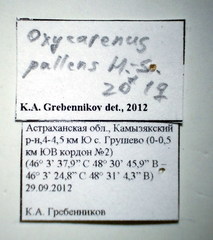 Oxycarenus
pallens H.-S.
20 19
K.A. Grebennikov det., 2012
Астраханская обл., Камызякский
р-н,4-4,5 км Ю с. Грушево (0-0,5
км ЮВ кордон №2)
(46° 3' 37,9" С 48° 30' 45,9" В –
46° 3' 24,8" С 48° 31' 4,3" В)
29.09.2012
К.А. Гребенников